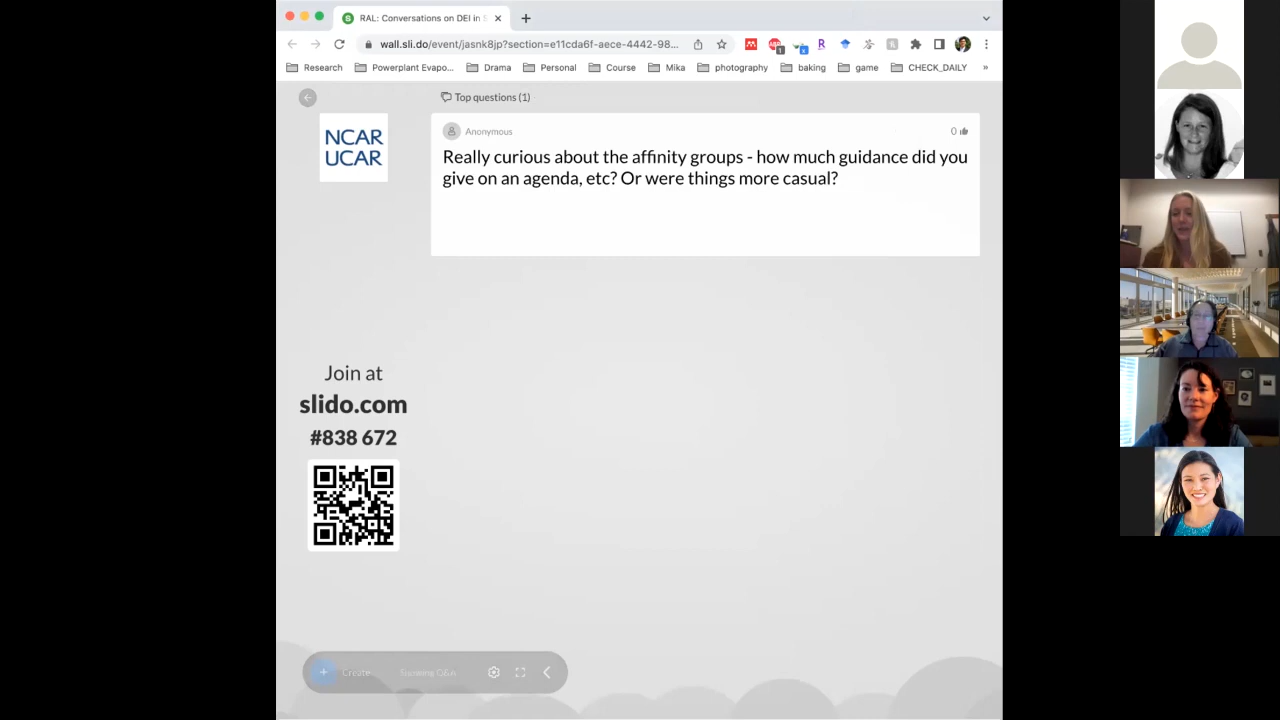 RAL: Conversations on DEI in S
wall.sli.do/event/jasnk8jp?section=e11cda6f-aece-4442-98...
Research Powerplant Evapo... Drama Personal Course Mika photography baking game CHECK_DAILY »
Top questions (1)
NCAR
UCAR
Anonymous 0
Really curious about the affinity groups - how much guidance did you
give on an agenda, etc? Or were things more casual?
Join at
slido.com
#838 672
Create